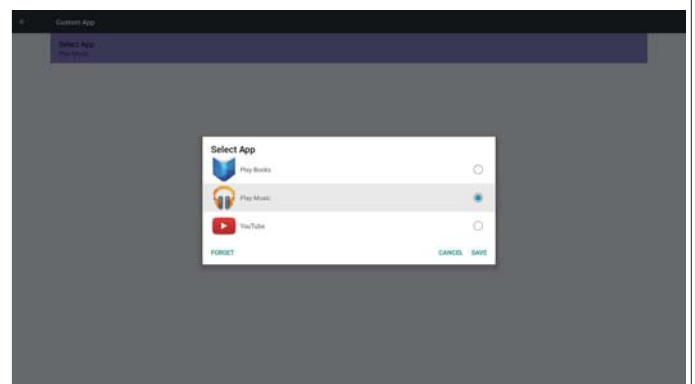 Custom App
Select App
Play Music
Select App
Play Books
Play Music
YouTube
FORGET
CANCEL SAVE